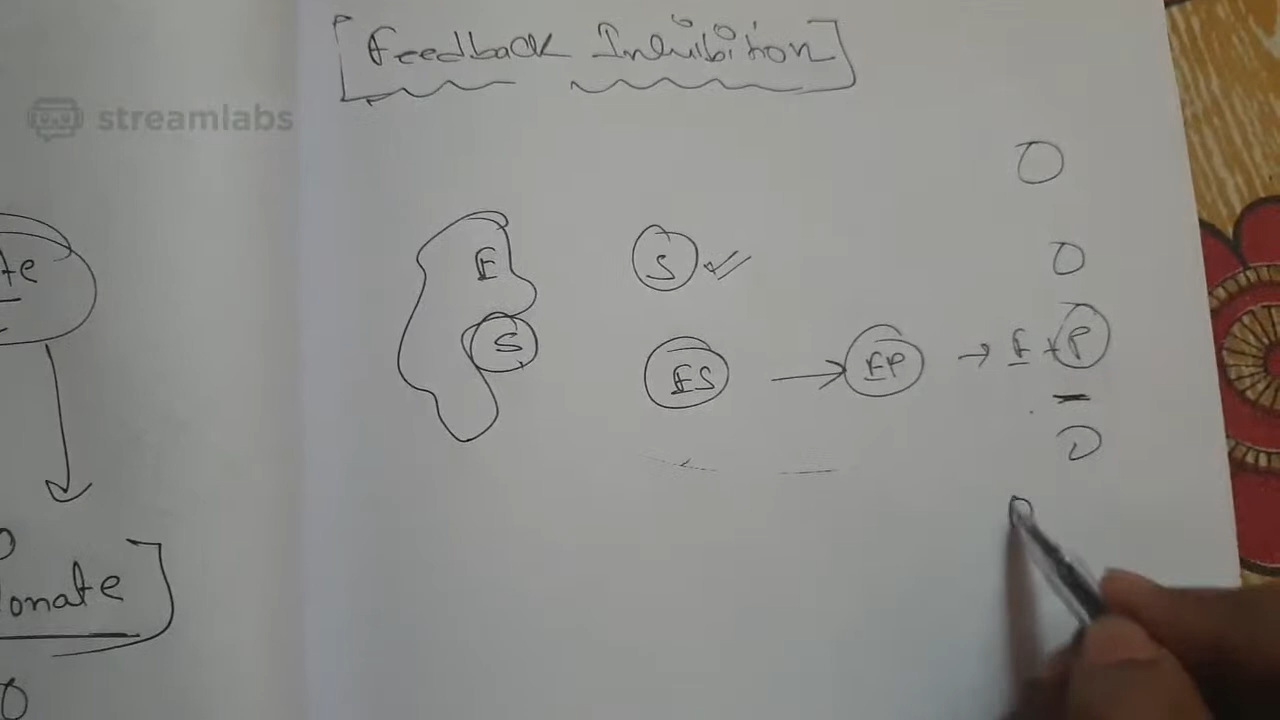 Feedback Inhibition
streamlabs
E
S
te
S
ES → EP → E + P
onate